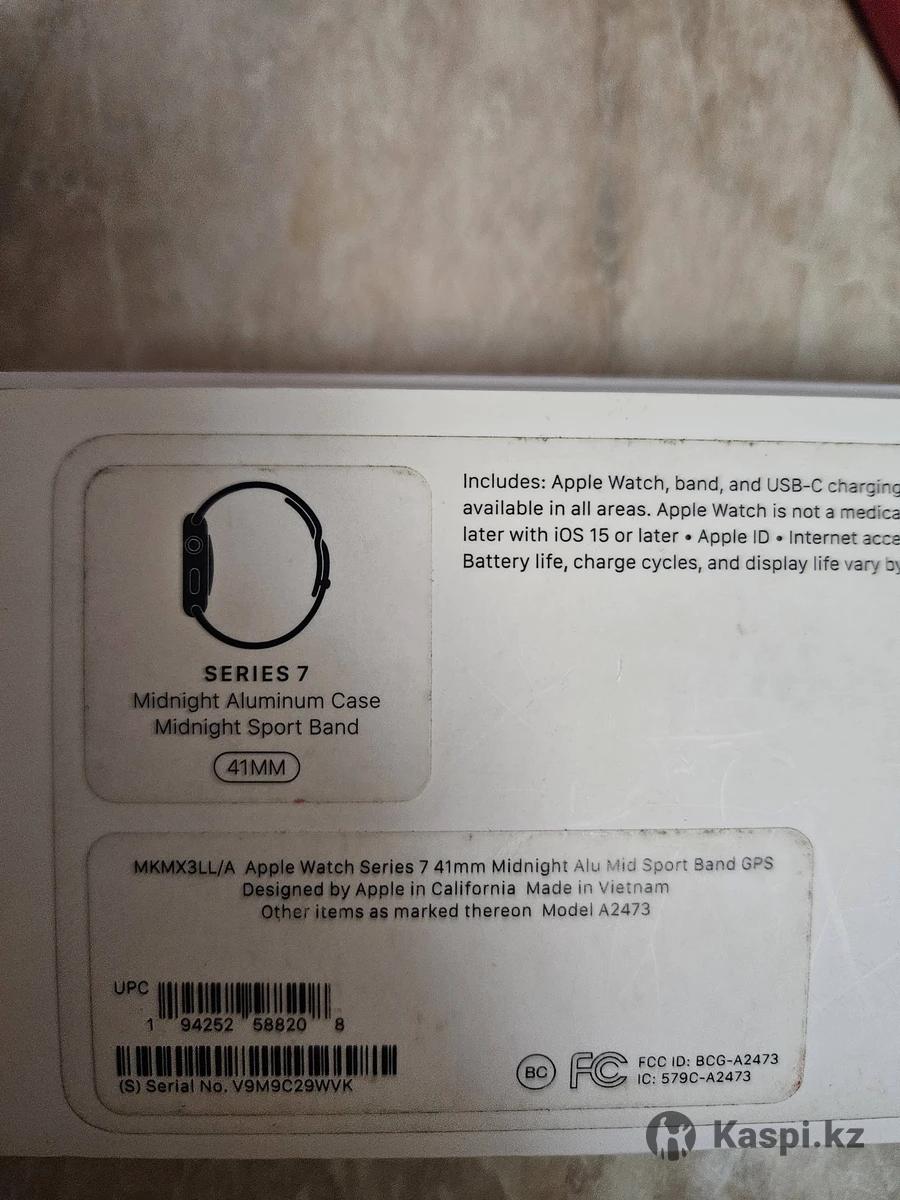 Includes: Apple Watch, band, and USB-C charging
available in all areas. Apple Watch is not a medica
later with iOS 15 or later • Apple ID • Internet acce
Battery life, charge cycles, and display life vary by
SERIES 7
Midnight Aluminum Case
Midnight Sport Band
41MM
MKMX3LL/A Apple Watch Series 7 41mm Midnight Alu Mid Sport Band GPS
Designed by Apple in California Made in Vietnam
Other items as marked thereon Model A2473
UPC
1 94252 58820 8
(S) Serial No. V9M9C29WVK
BC FC FCC ID: BCG-A2473
IC: 579C-A2473
Kaspi.kz